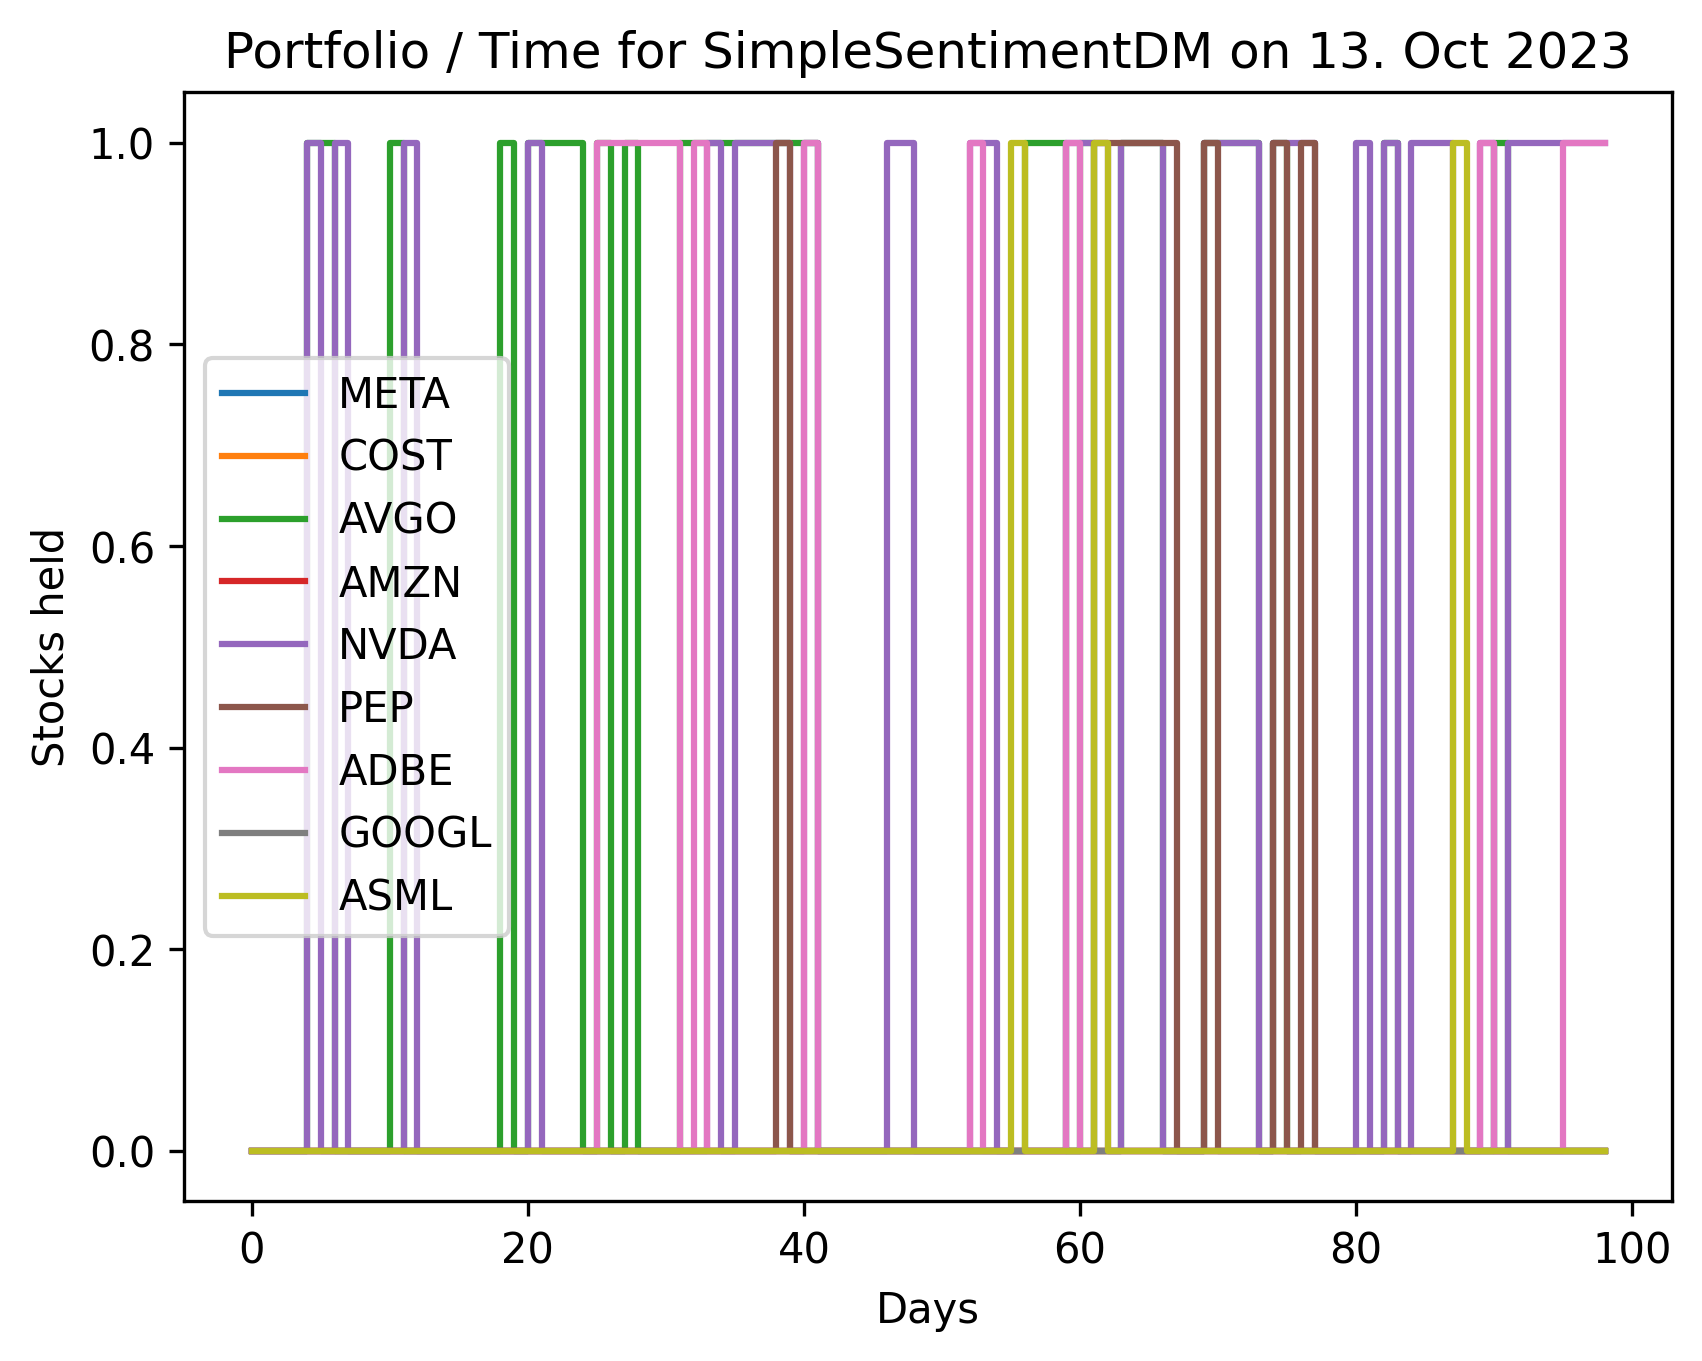 Portfolio / Time for SimpleSentimentDM on 13. Oct 2023
1.0
0.8
0.6
0.4
0.2
0.0
Stocks held
META
COST
AVGO
AMZN
NVDA
PEP
ADBE
GOOGL
ASML
0 20 40 60 80 100
Days